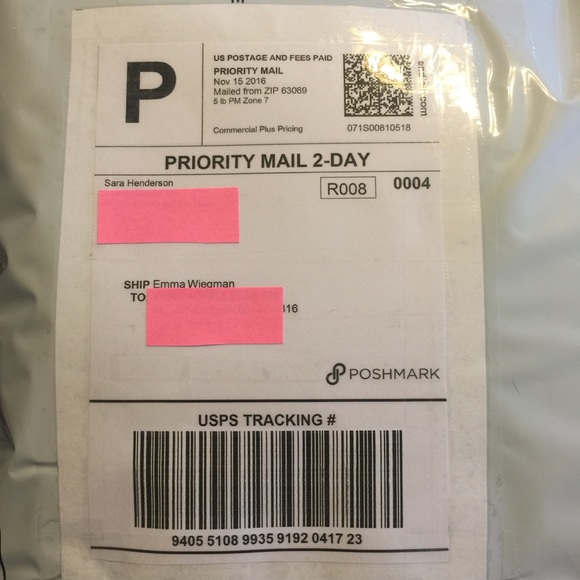 P
US POSTAGE AND FEES PAID
PRIORITY MAIL
Nov 15 2016
Mailed from ZIP 63069
5 lb PM Zone 7
Commercial Plus Pricing
071S00810518
PRIORITY MAIL 2-DAY
Sara Henderson
R008
0004
SHIP Emma Wiegman
TO
POSHMARK
USPS TRACKING #
9405 5108 9935 9192 0417 23